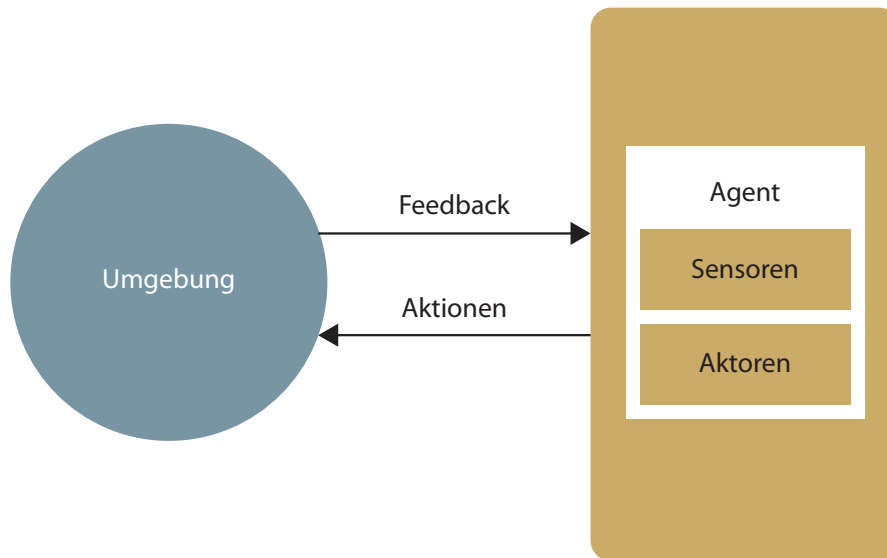 Umgebung
Feedback
Aktionen
Agent
Sensoren
Aktoren